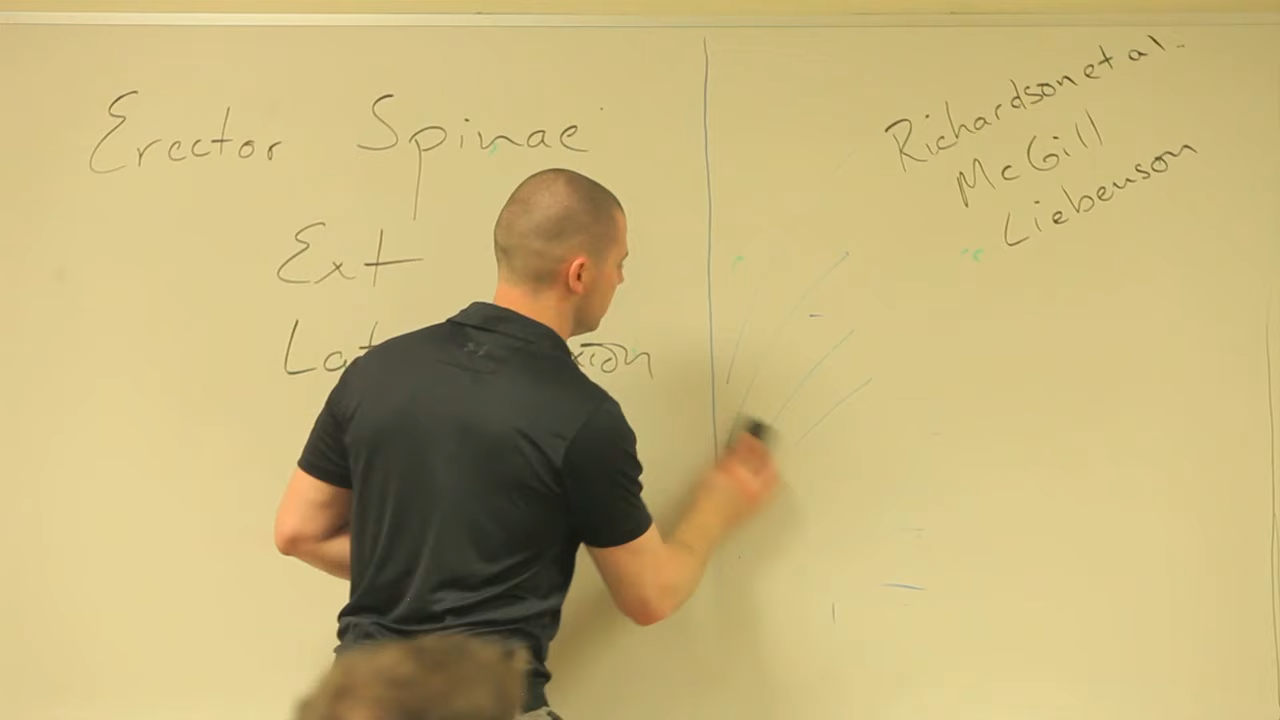 Erector Spinae
Ext
Richardson et al.
McGill
Liebenson